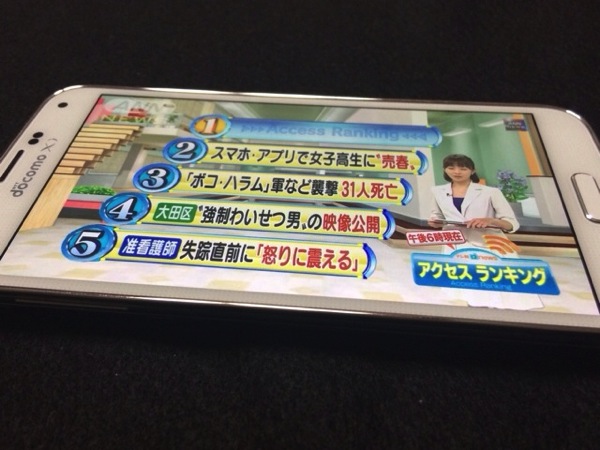 docomo Xi
ANN
NEWS
1 Access Ranking
2 スマホ・アプリで女子高生に〝売春〟
3 「ボコ・ハラム」軍など襲撃 31人死亡
4 大田区 〝強制わいせつ男〟の映像公開
5 准看護師 失踪直前に「怒りに震える」
午後6時現在
アクセス ランキング
Access Ranking